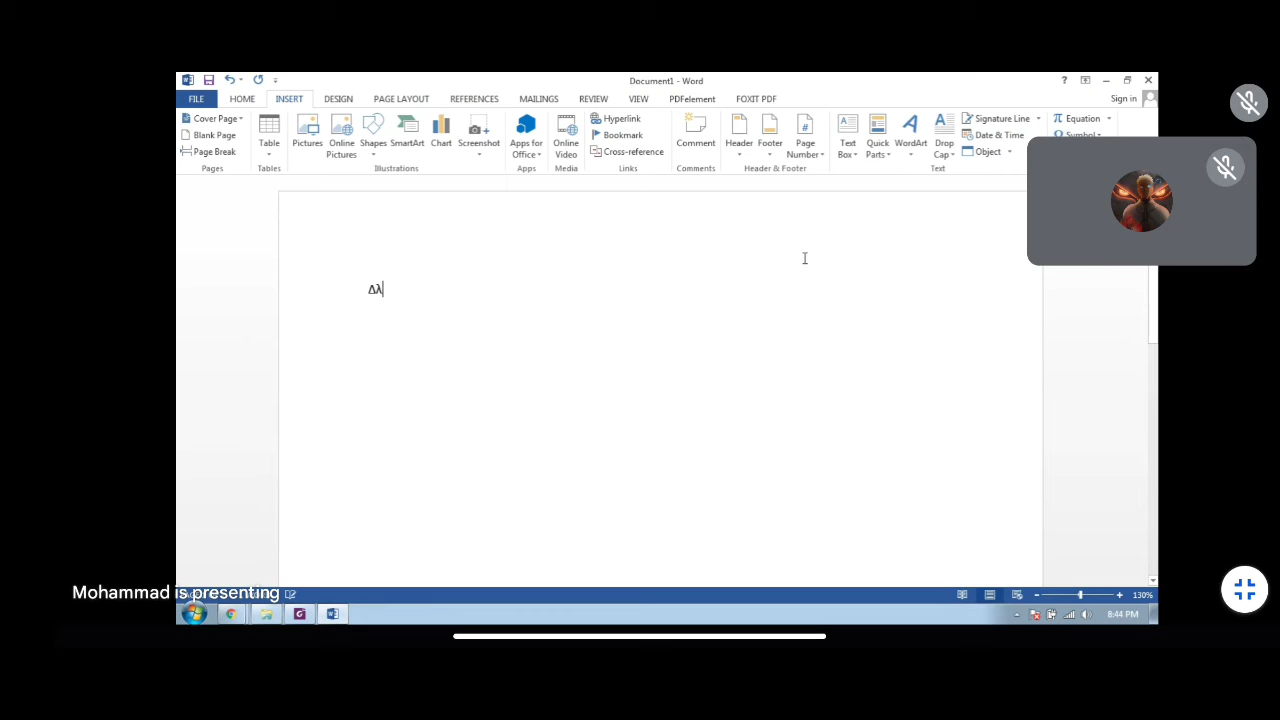 Document1 - Word
Sign in
FILE HOME INSERT DESIGN PAGE LAYOUT REFERENCES MAILINGS REVIEW VIEW PDFelement FOXIT PDF
Cover Page
Blank Page
Page Break
Pages
Table
Tables
Pictures
Online Pictures
Shapes
SmartArt
Chart
Screenshot
Illustrations
Apps for Office
Apps
Online Video
Media
Hyperlink
Bookmark
Cross-reference
Links
Comment
Comments
Header
Footer
Page Number
Header & Footer
Text Box
Quick Parts
WordArt
Drop Cap
Signature Line
Date & Time
Object
Text
Equation
Symbol
Δλ
Mohammad is presenting
130%
8:44 PM